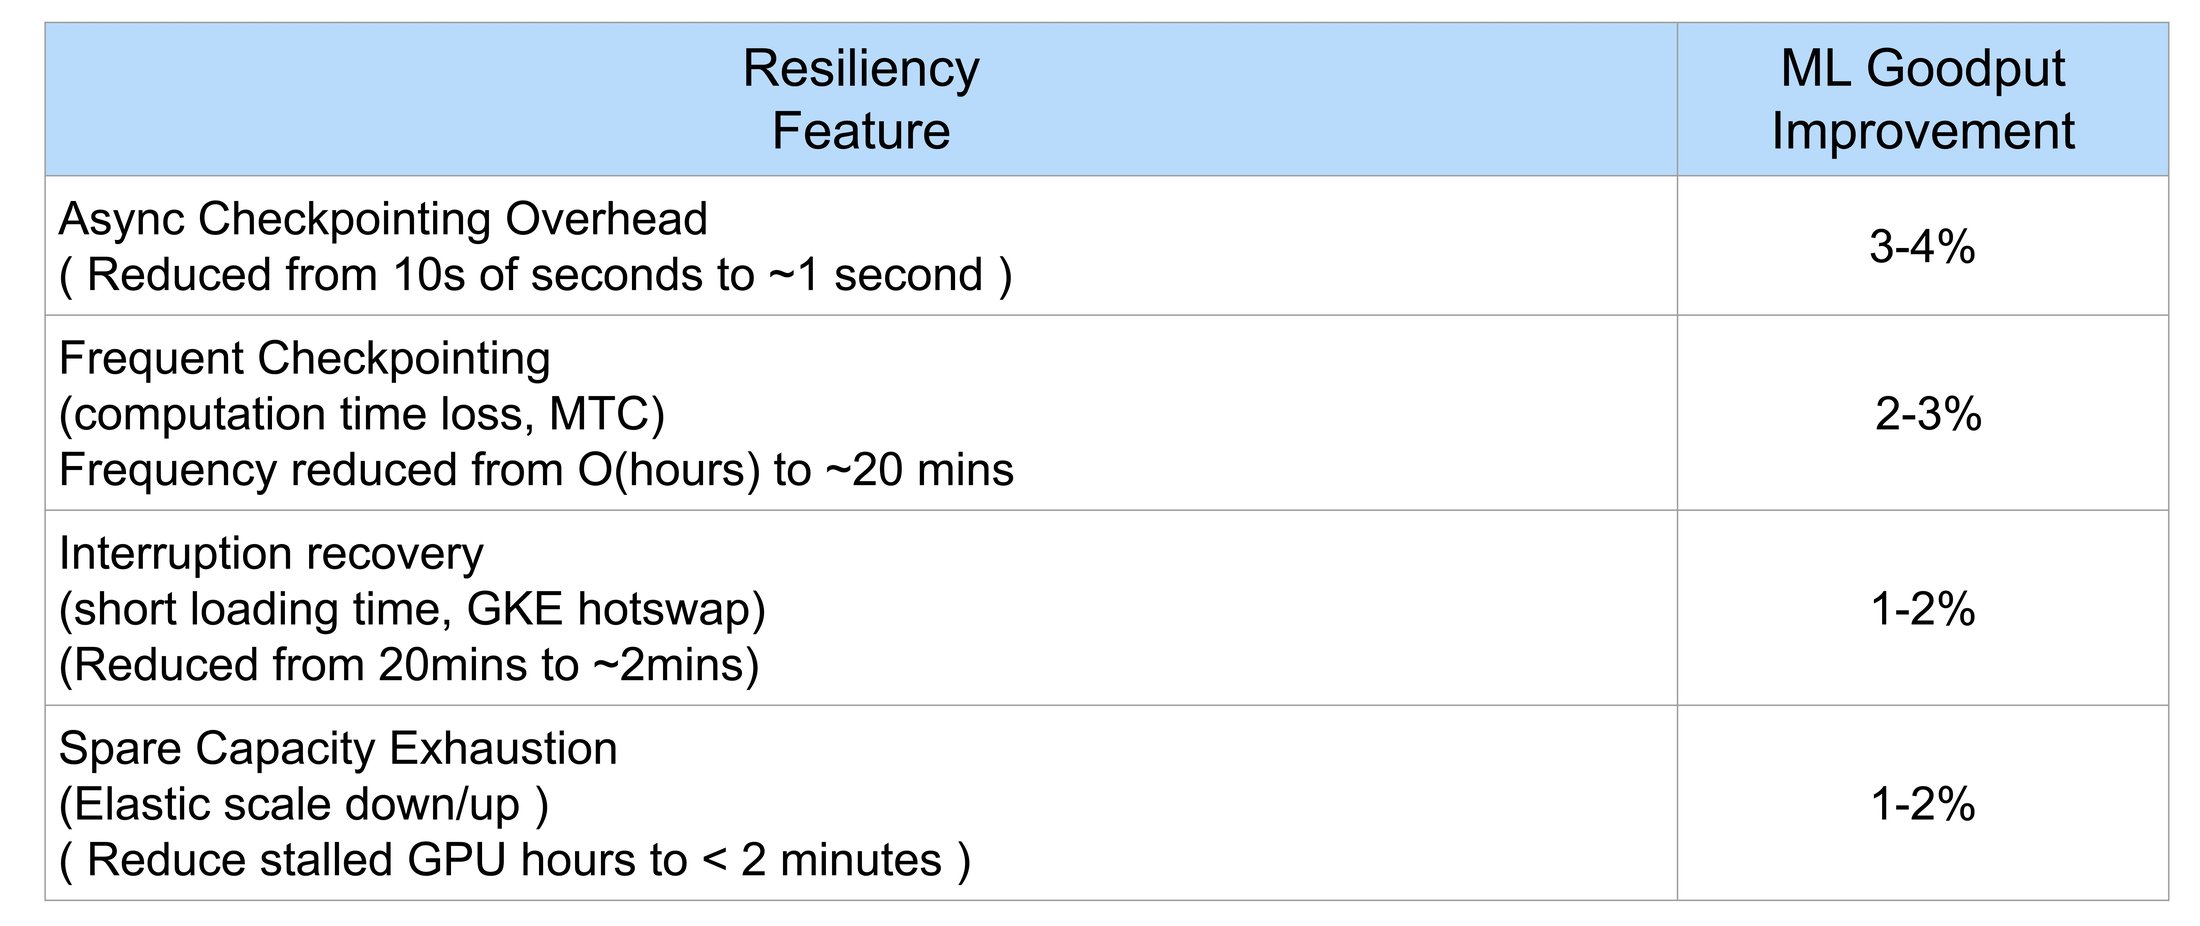 Resiliency
Feature
ML Goodput
Improvement
Async Checkpointing Overhead
( Reduced from 10s of seconds to ~1 second )
3-4%
Frequent Checkpointing
(computation time loss, MTC)
Frequency reduced from O(hours) to ~20 mins
2-3%
Interruption recovery
(short loading time, GKE hotswap)
(Reduced from 20mins to ~2mins)
1-2%
Spare Capacity Exhaustion
(Elastic scale down/up )
( Reduce stalled GPU hours to < 2 minutes )
1-2%